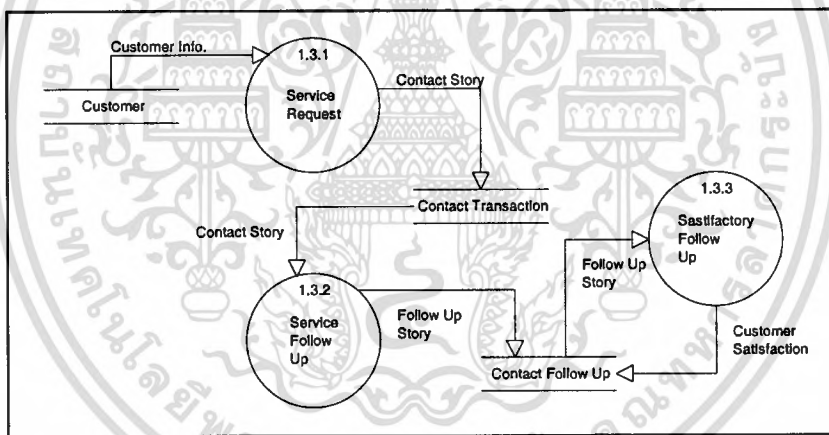 Customer Info.
1.3.1
Service
Request
Contact Story
Customer
Contact Transaction
1.3.3
Sastifactory
Follow
Up
Contact Story
1.3.2
Service
Follow
Up
Follow Up
Story
Follow Up
Story
Customer
Satisfaction
Contact Follow Up